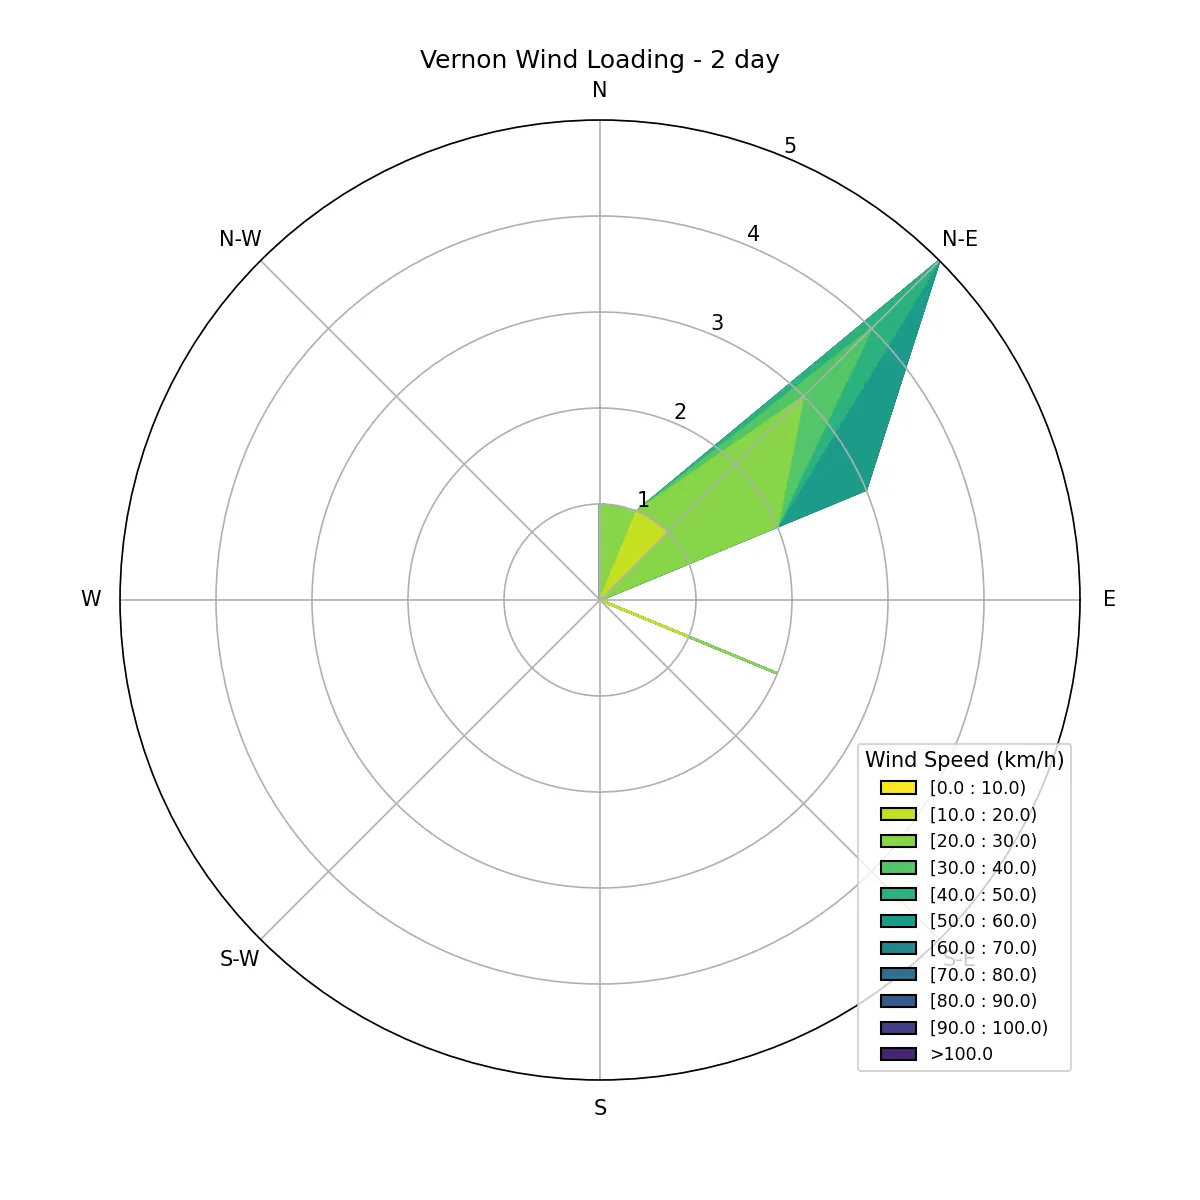 Vernon Wind Loading - 2 day
N
5
N-W
N-E
4
3
2
1
W
E
Wind Speed (km/h)
[0.0 : 10.0)
[10.0 : 20.0)
[20.0 : 30.0)
[30.0 : 40.0)
[40.0 : 50.0)
[50.0 : 60.0)
[60.0 : 70.0)
[70.0 : 80.0)
[80.0 : 90.0)
[90.0 : 100.0)
>100.0
S-W
S-E
S